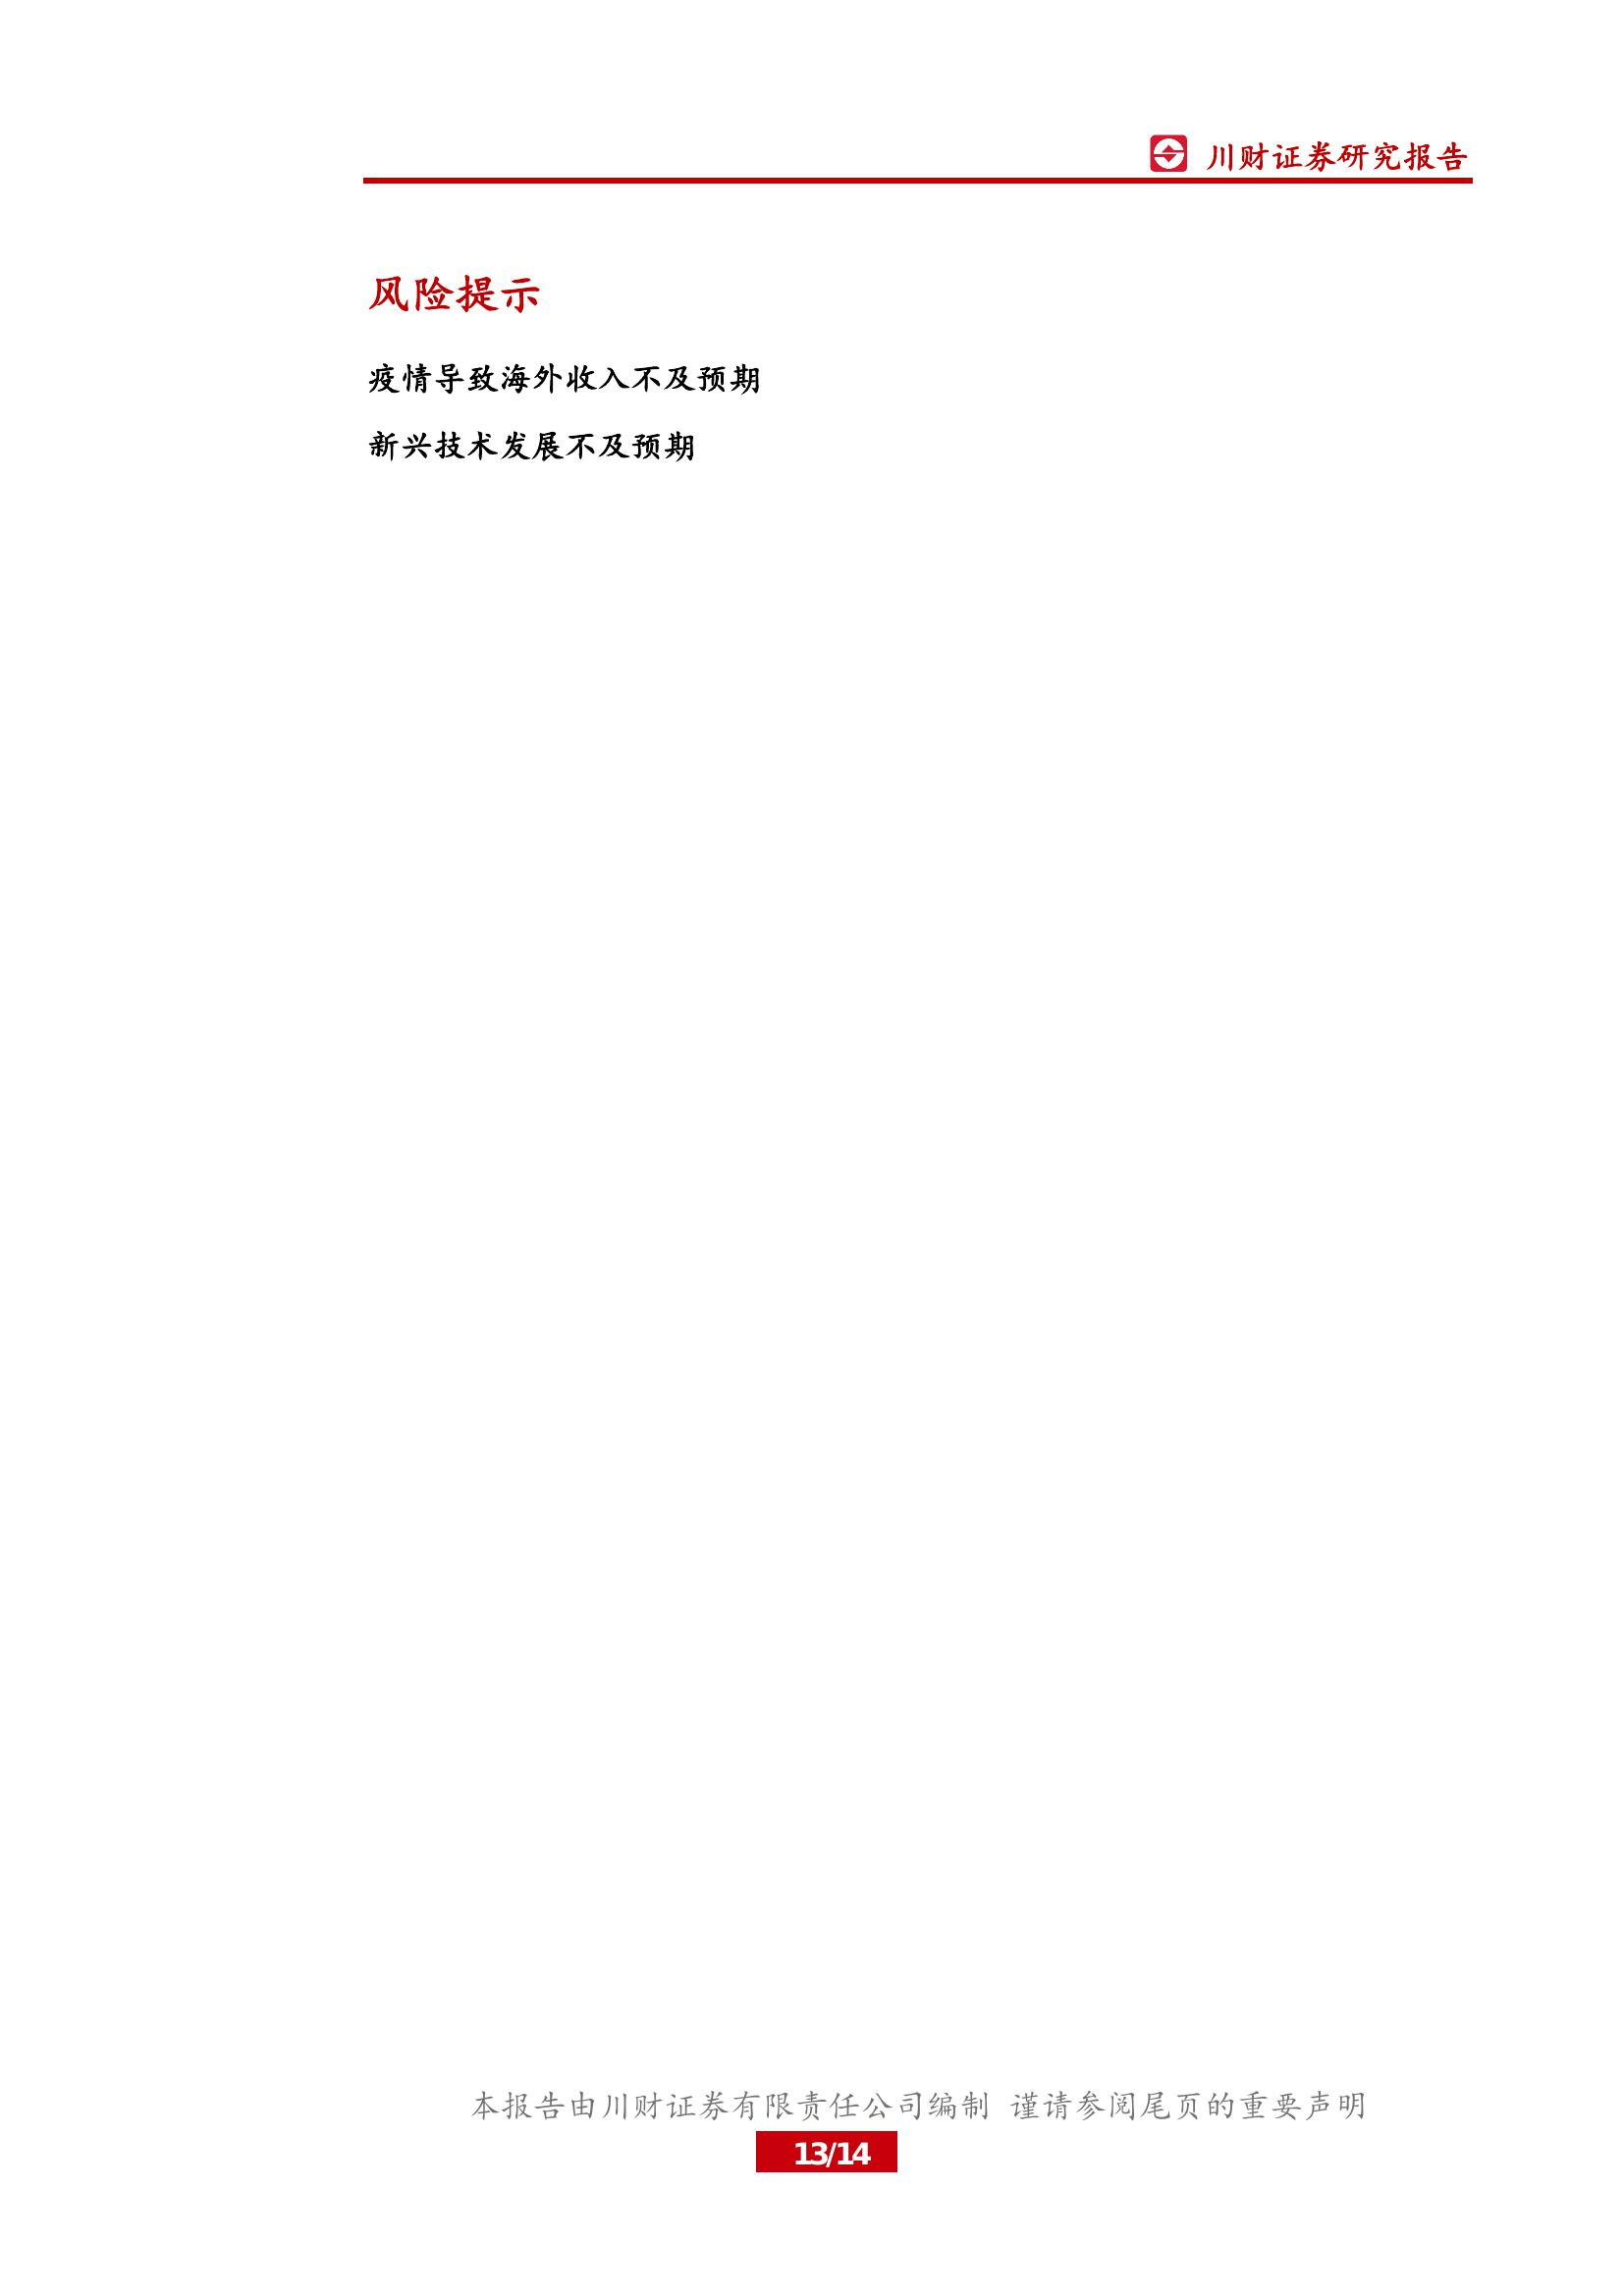 川财证券研究报告
风险提示
疫情导致海外收入不及预期
新兴技术发展不及预期
本报告由川财证券有限责任公司编制 谨请参阅尾页的重要声明
13/14